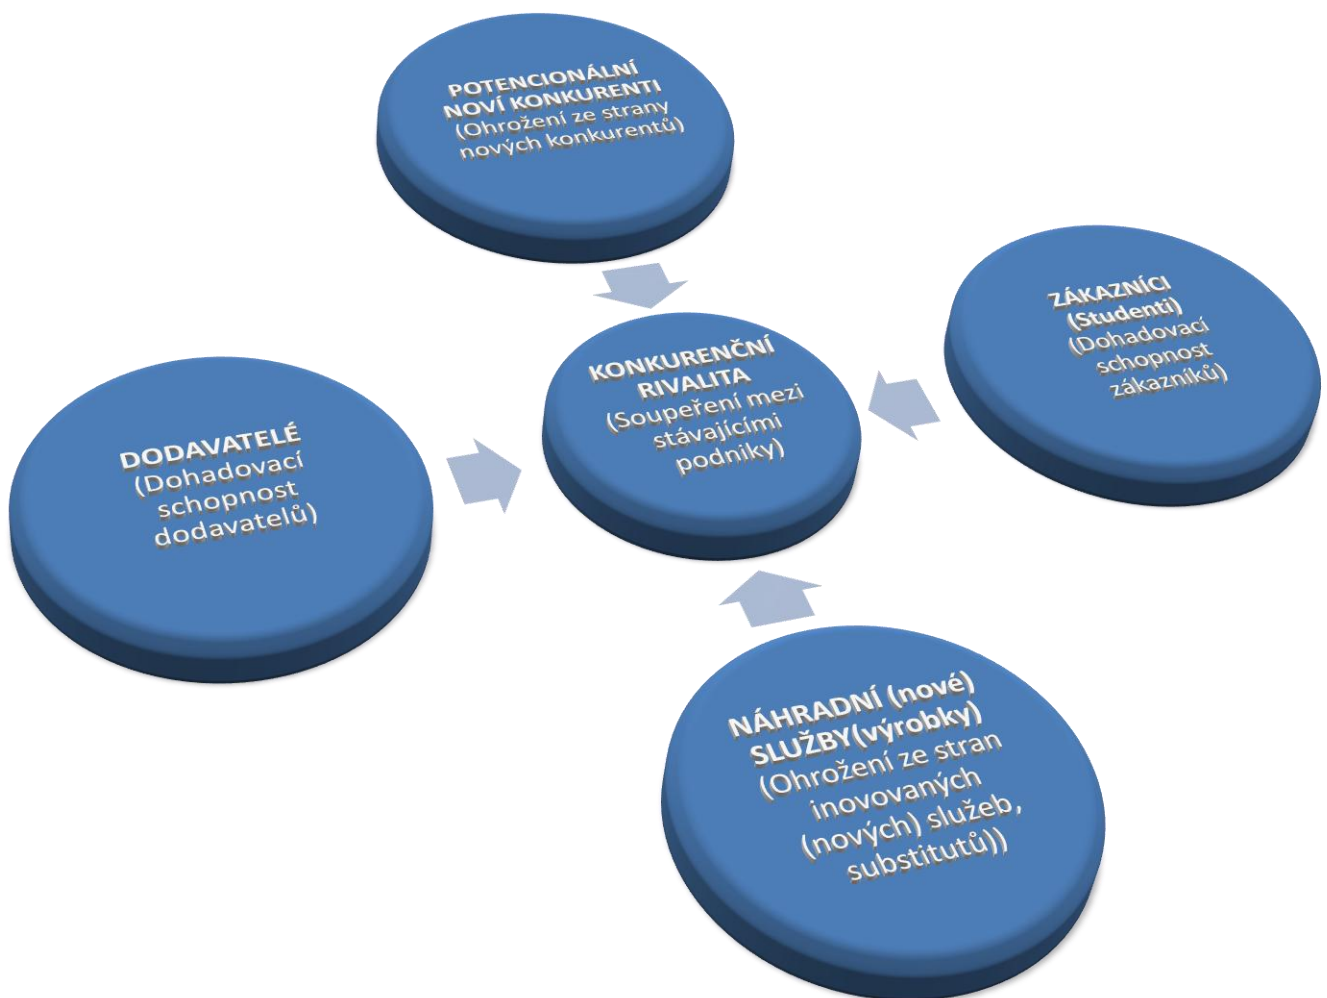 POTENCIONÁLNÍ
NOVÍ KONKURENTI
(Ohrožení ze strany
nových konkurentů)
ZÁKAZNÍCI
(Studenti)
(Dohadovací
schopnost
zákazníků)
KONKURENČNÍ
RIVALITA
(Soupeření mezi
stávajícími
podniky)
DODAVATELÉ
(Dohadovací
schopnost
dodavatelů)
NÁHRADNÍ (nové)
SLUŽBY(výrobky)
(Ohrožení ze stran
inovovaných
(nových) služeb,
substitutů))